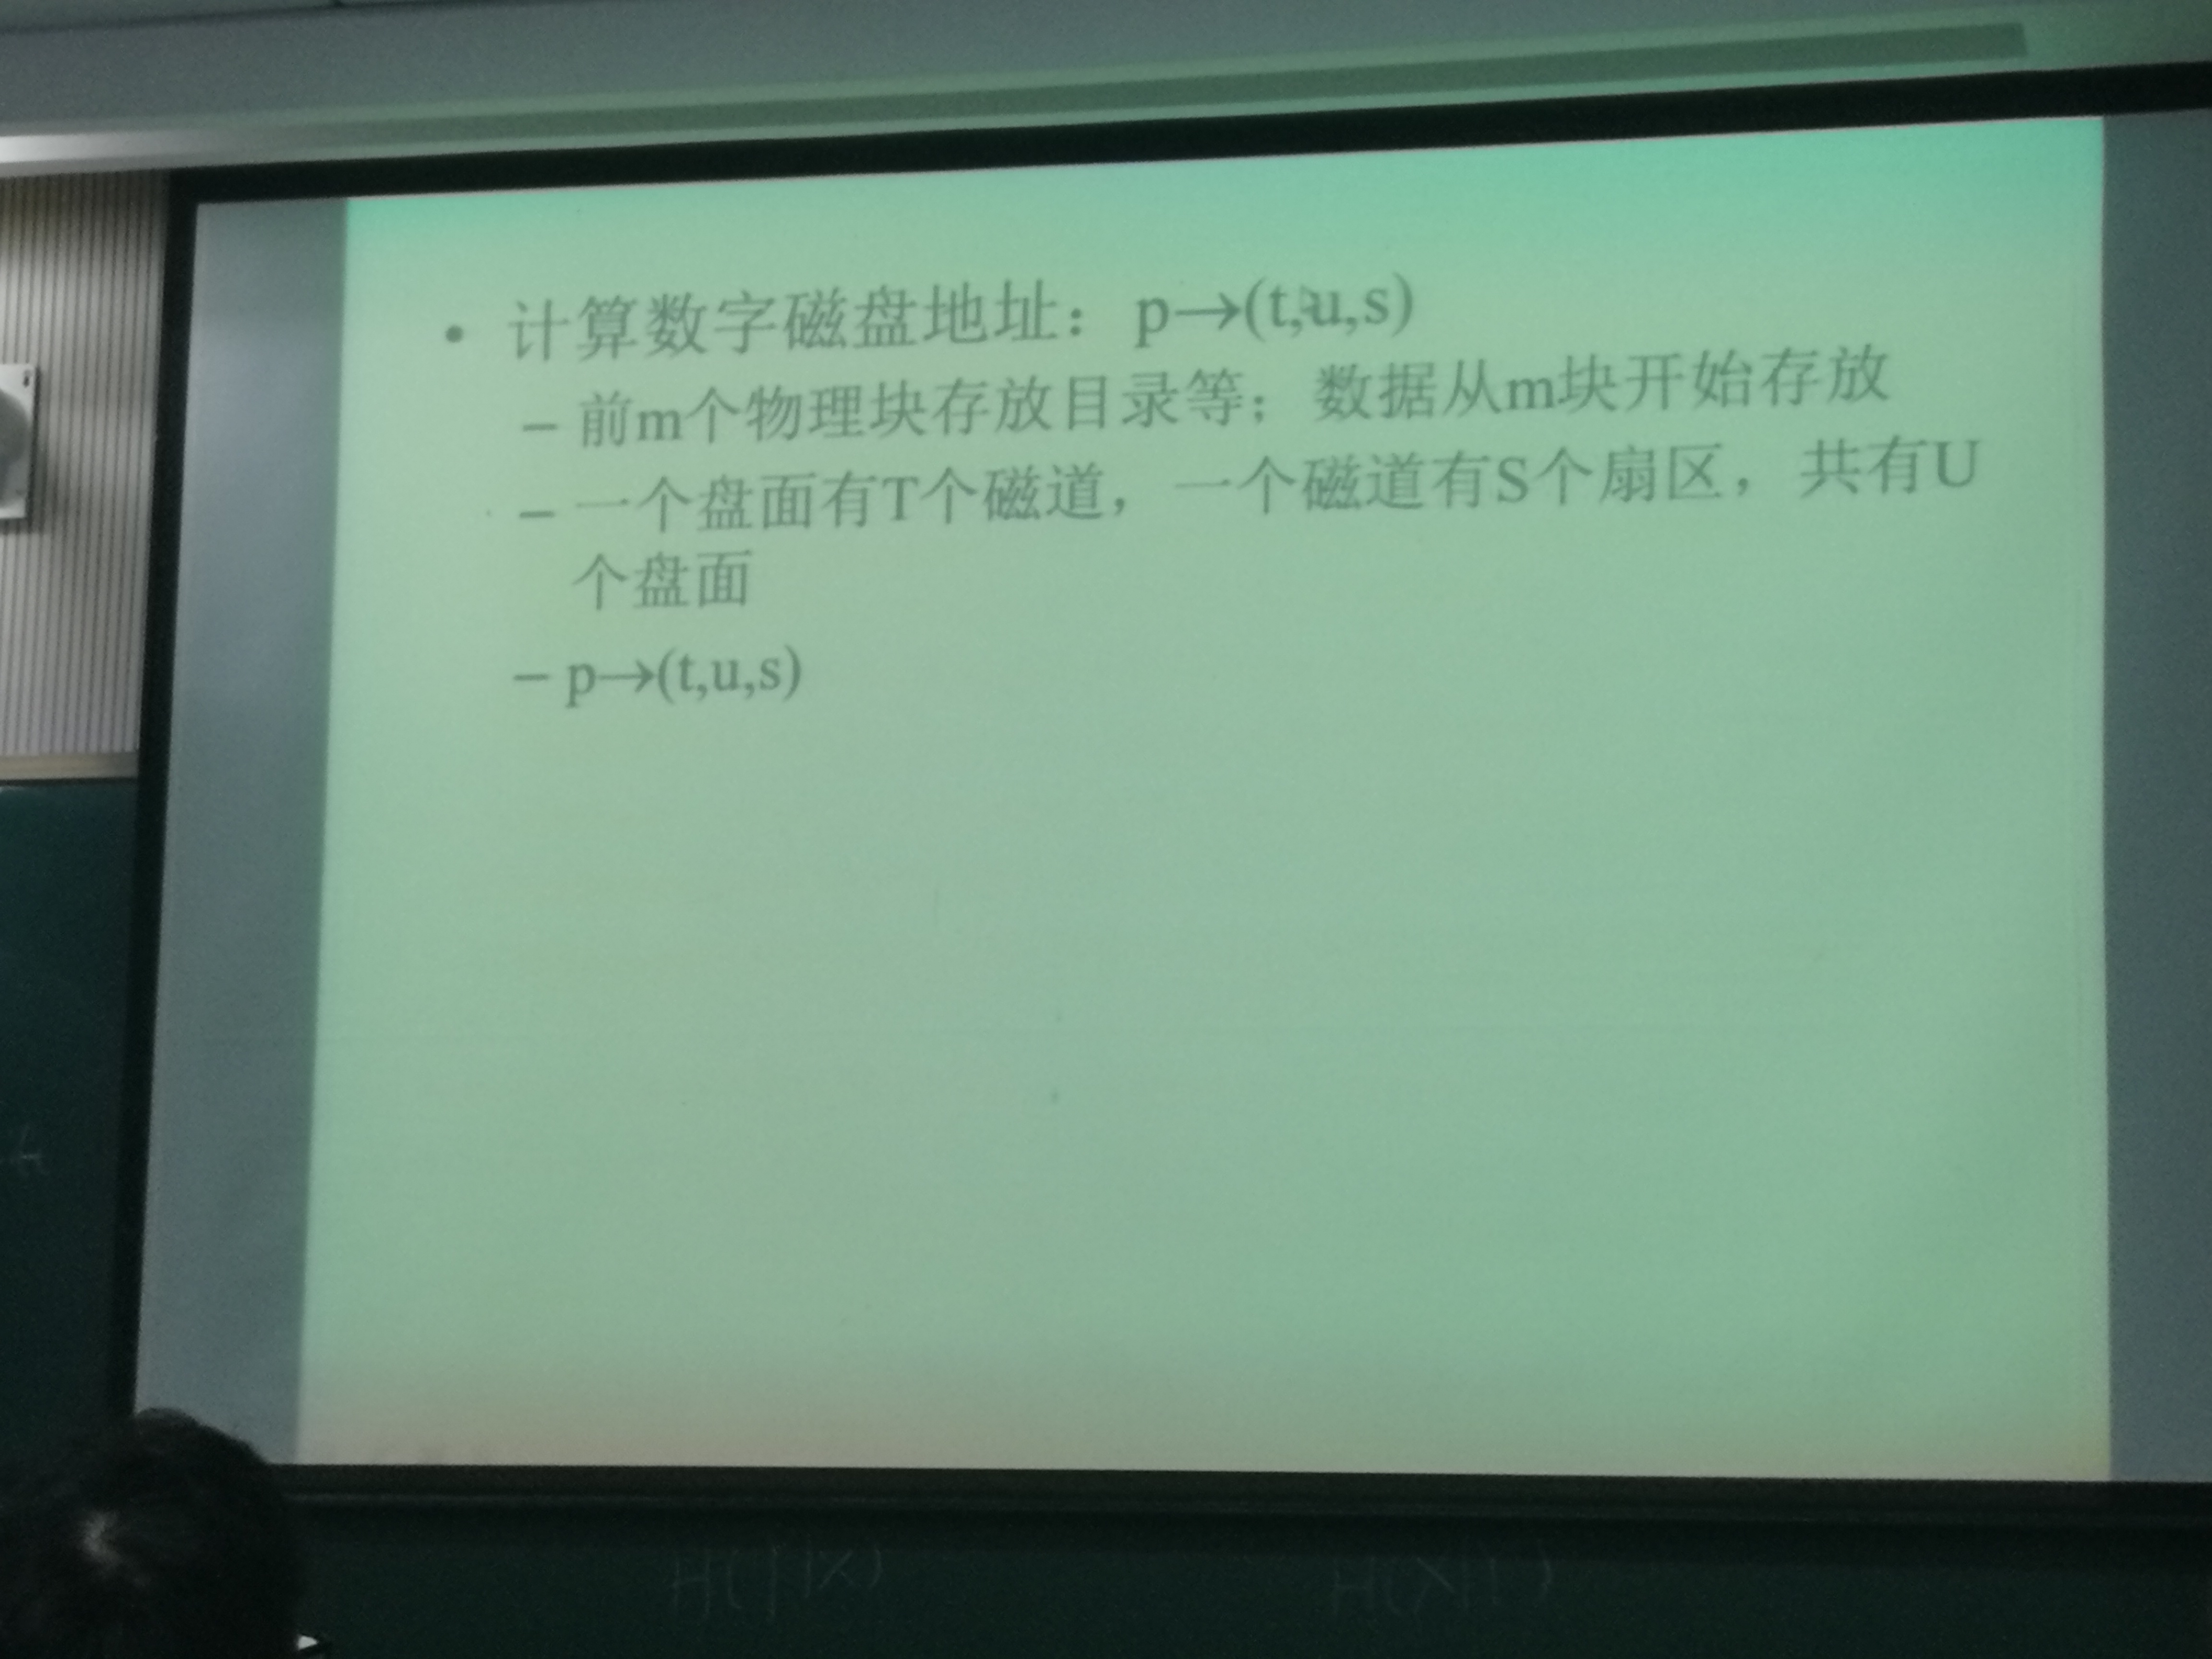 • 计算数字磁盘地址：p→(t,u,s)
– 前m个物理块存放目录等；数据从m块开始存放
– 一个盘面有T个磁道，一个磁道有S个扇区，共有U
个盘面
– p→(t,u,s)